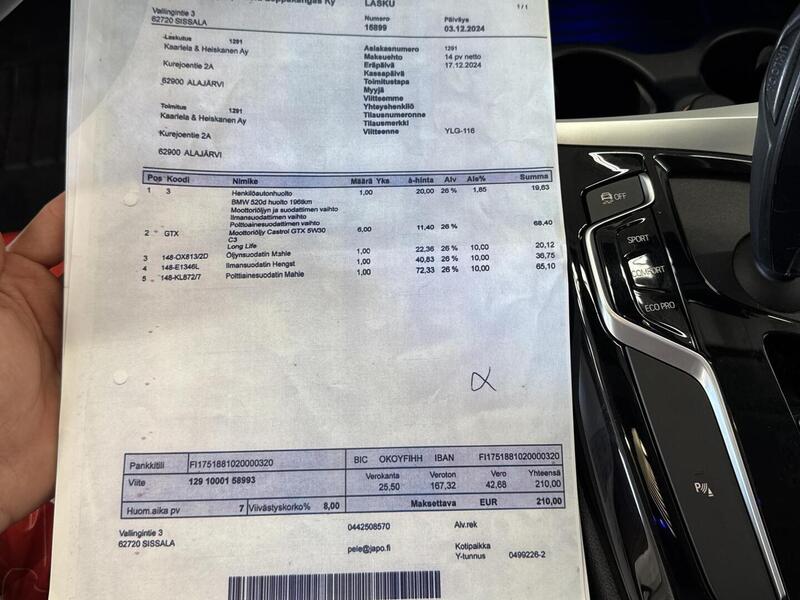 Ky
LASKU
1/1
Vallingintie 3
62720 SISSALA
Numero Päiväys
15899 03.12.2024
Laskutus 1291
Kaariela & Heiskanen Ay
Kurejoentie 2A
62900 ALAJÄRVI
Asiakasnumero 1291
Maksuehto 14 pv netto
Eräpäivä 17.12.2024
Kassapäivä
Toimitustapa
Myyjä
Viitteemme
Yhteyshenkilö
Tilausnumeronne
Tilausmerkki
Viitteenne YLG-116
Toimitus 1291
Kaariela & Heiskanen Ay
Kurejoentie 2A
62900 ALAJÄRVI
Pos Koodi Nimike Määrä Yks à-hinta Alv Ale% Summa
1 3 Henkilöautonhuolto 1,00 20,00 26 % 1,85 19,63
BMW 520d huolto 196tkm
Moottoriöljyn ja suodattimen vaihto
Ilmansuodattimen vaihto
Polttoainesuodattimen vaihto
2 GTX Moottoriöljy Castrol GTX 5W30 6,00 11,40 26 % 68,40
C3
Long Life
3 148-OX813/2D Öljynsuodatin Mahle 1,00 22,36 26 % 10,00 20,12
4 148-E1346L Ilmansuodatin Hengst 1,00 40,83 26 % 10,00 36,75
5 148-KL872/7 Polttiainesuodatin Mahle 1,00 72,33 26 % 10,00 65,10
α
Pankkitili FI1751881020000320 BIC OKOYFIHH IBAN FI1751881020000320
Viite 129 10001 58993
Verokanta Veroton Vero Yhteensä
25,50 167,32 42,68 210,00
Huom.aika pv 7 Viivästyskorko% 8,00 Maksettava EUR 210,00
Vallingintie 3
62720 SISSALA
0442508570
pele@japo.fi
Alv.rek
Kotipaikka
Y-tunnus 0499226-2
OFF
SPORT
COMFORT
ECO PRO
P